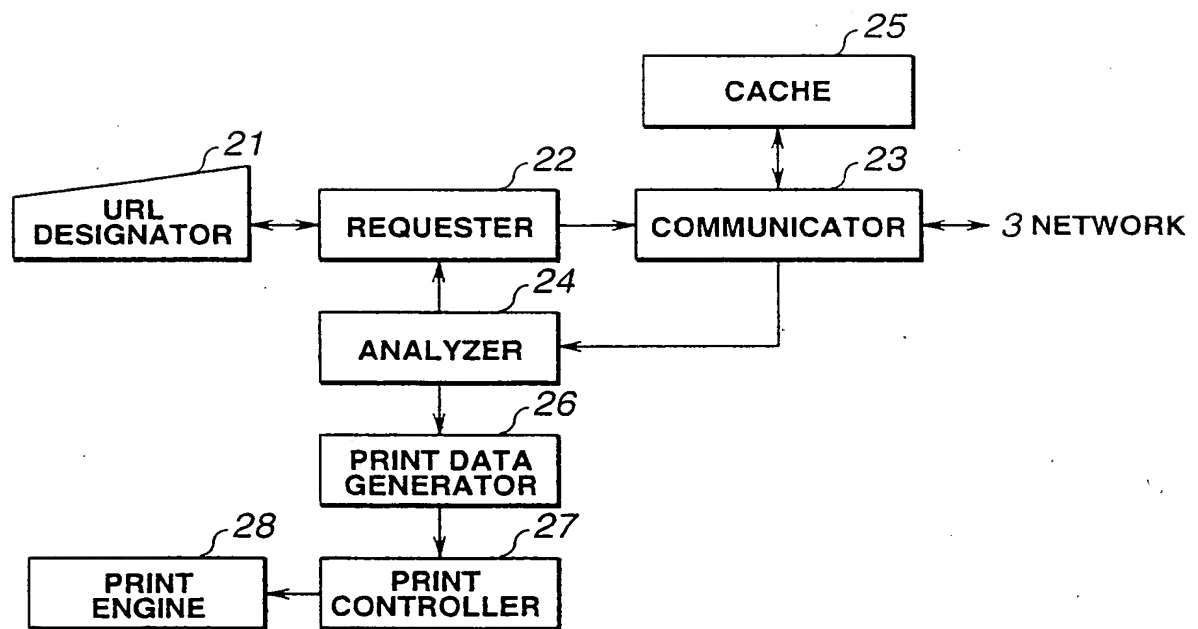 25
CACHE
21
22
23
URL
DESIGNATOR
REQUESTER
COMMUNICATOR
3 NETWORK
24
ANALYZER
26
PRINT DATA
GENERATOR
28
27
PRINT
ENGINE
PRINT
CONTROLLER